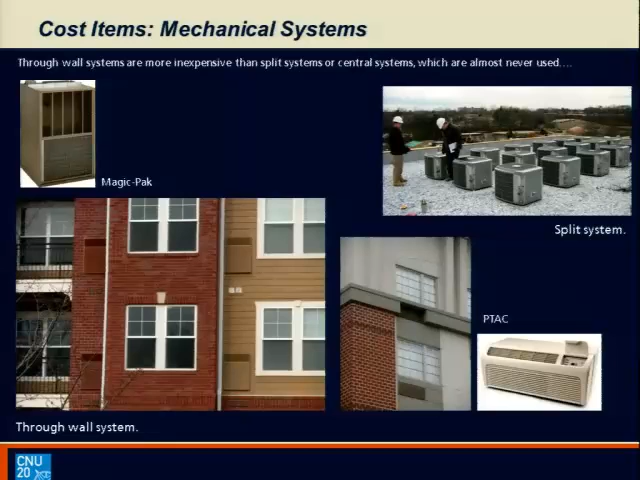 Cost Items: Mechanical Systems
Through wall systems are more inexpensive than split systems or central systems, which are almost never used....
Magic-Pak
Split system.
PTAC
Through wall system.
CNU
20